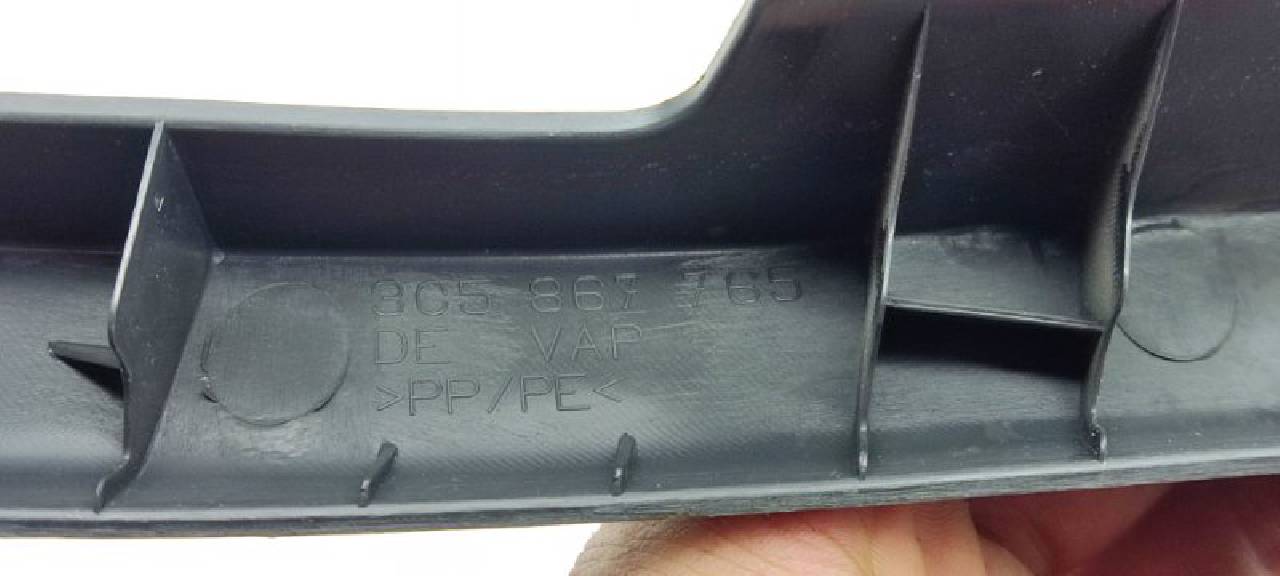 3C5 867 765
DE VAP
>PP/PE<